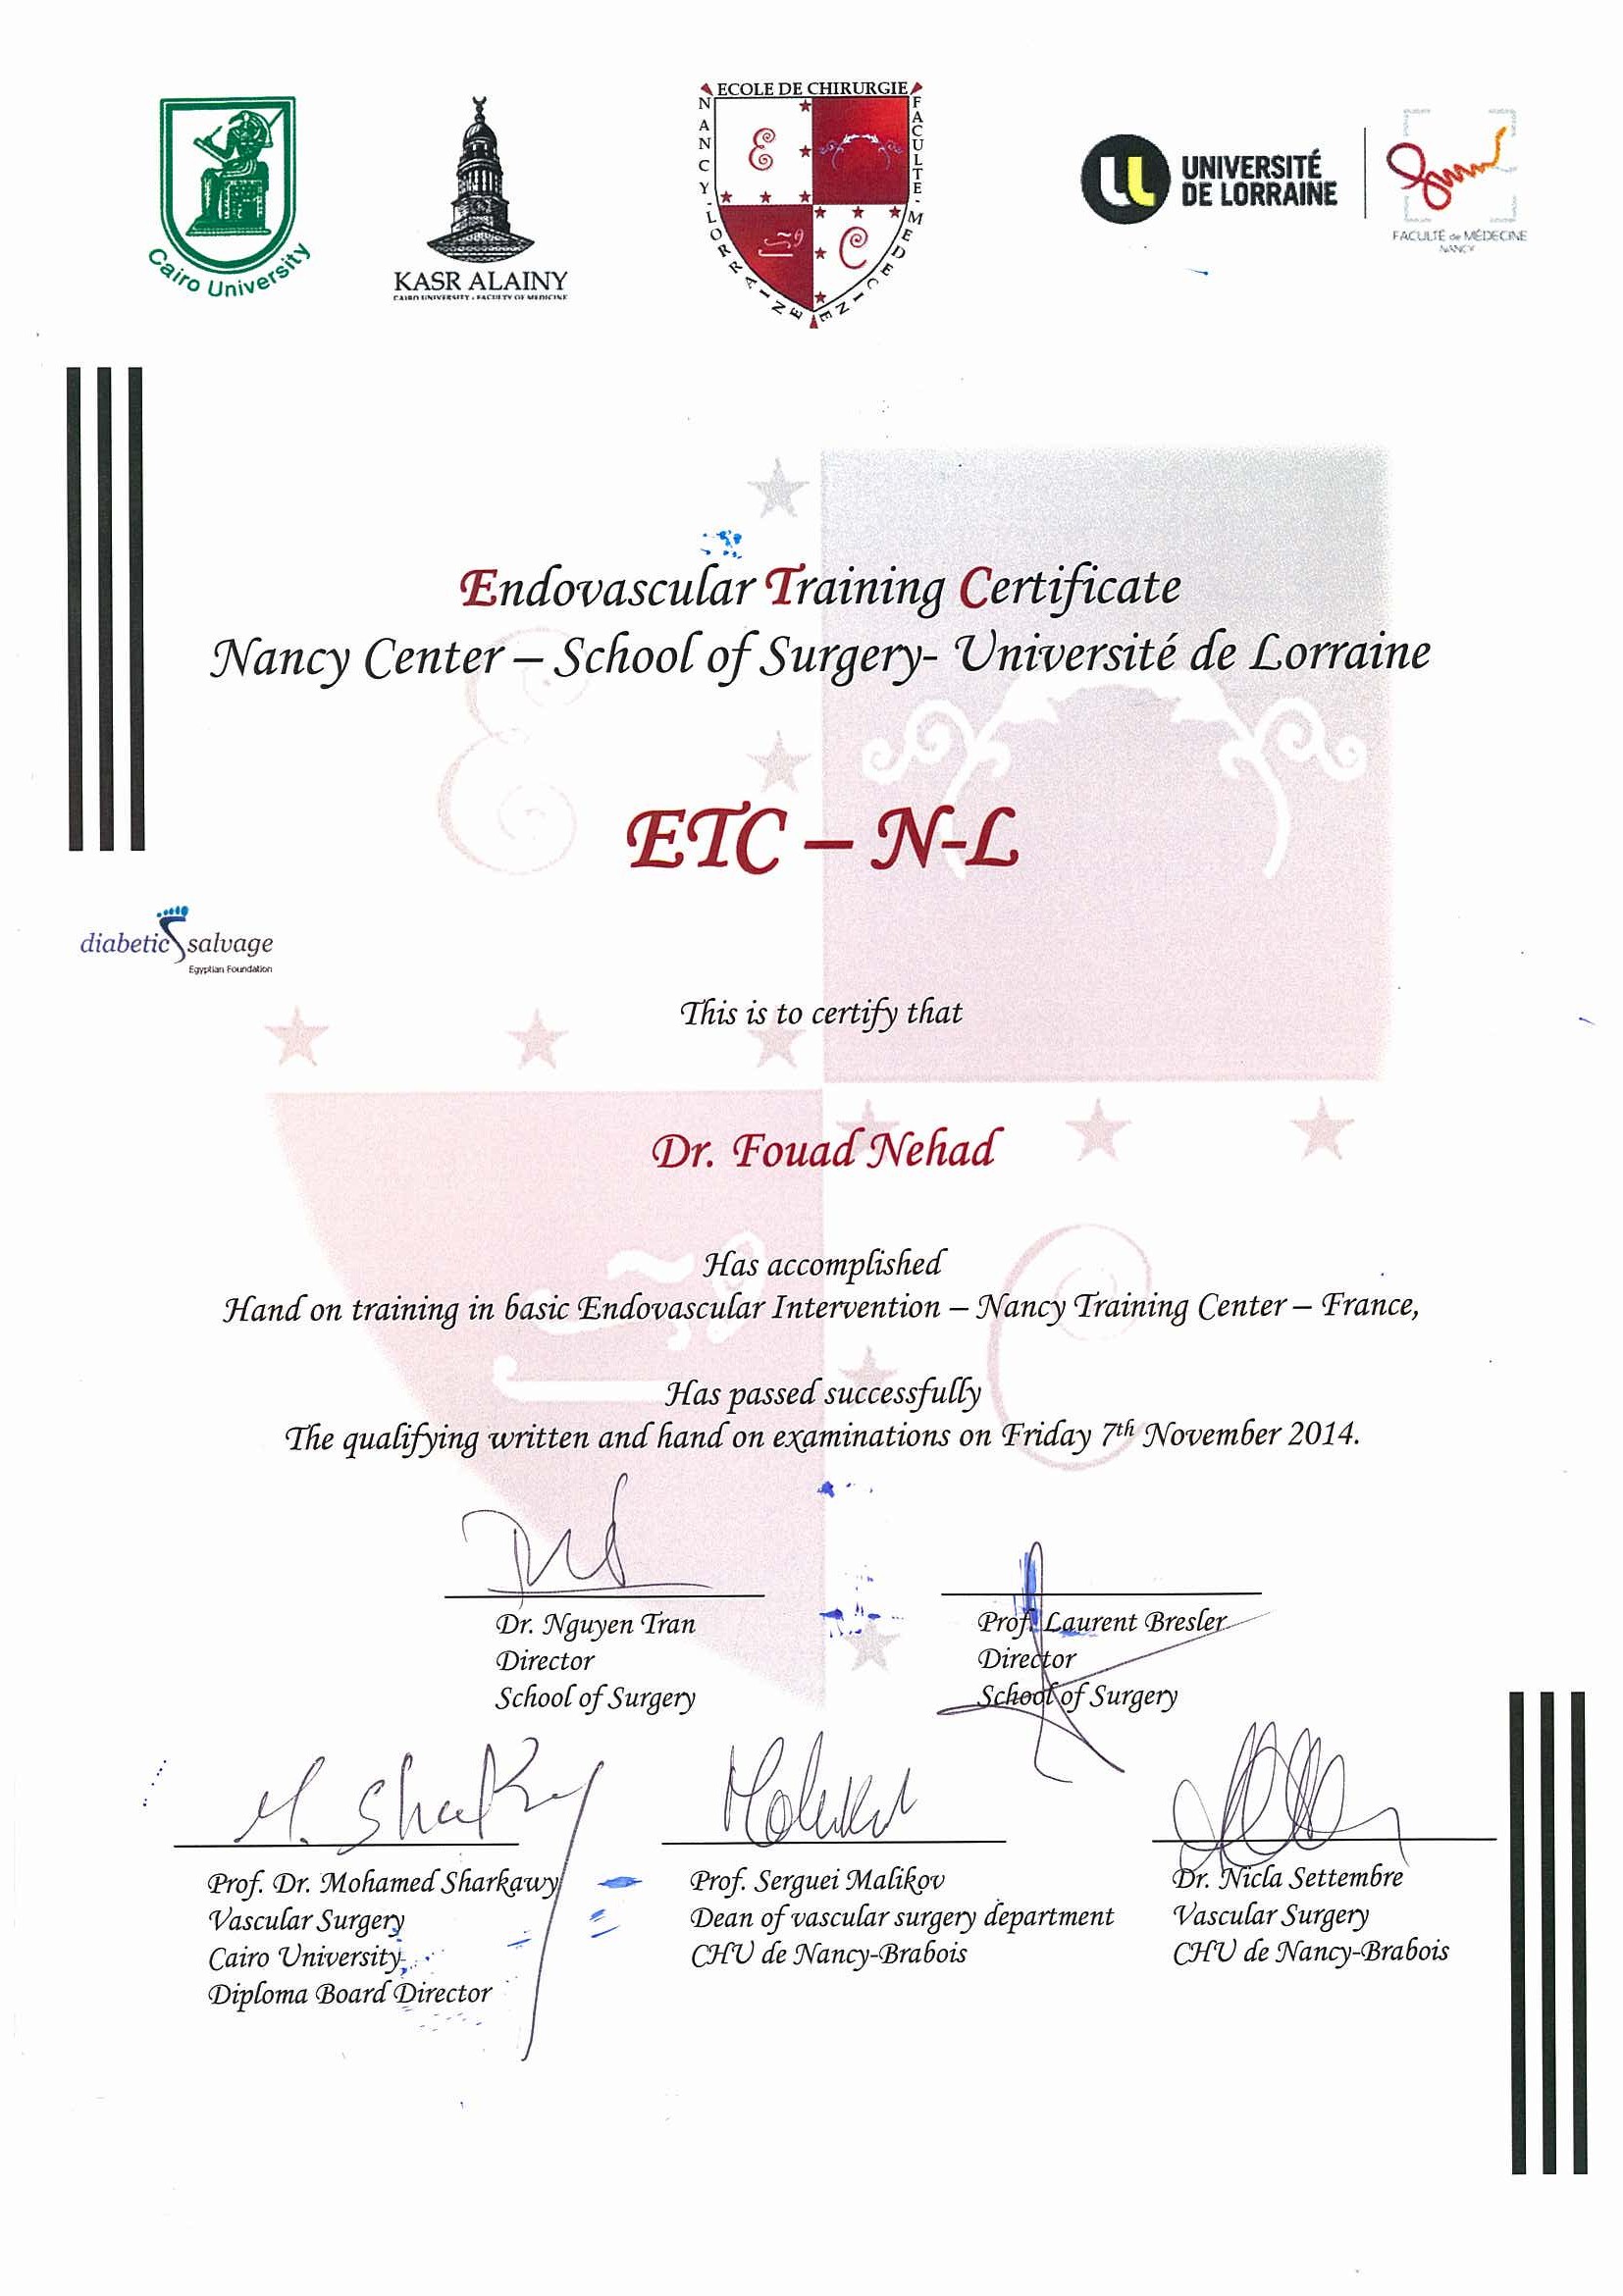 Cairo University
KASR ALAINY
CAIRO UNIVERSITY - FACULTY OF MEDICINE
ECOLE DE CHIRURGIE
NANCY-LORRAINE
FACULTE-MEDECINE
E
C
UNIVERSITÉ
DE LORRAINE
FACULTÉ de MÉDECINE
NANCY
Endovascular Training Certificate
Nancy Center – School of Surgery- Université de Lorraine
ETC – N-L
diabetic salvage
Egyptian Foundation
This is to certify that
Dr. Fouad Nehad
Has accomplished
Hand on training in basic Endovascular Intervention – Nancy Training Center – France,
Has passed successfully
The qualifying written and hand on examinations on Friday 7th November 2014.
Dr. Nguyen Tran
Director
School of Surgery
Prof. Laurent Bresler
Director
School of Surgery
M. Sharkawy
Prof. Dr. Mohamed Sharkawy
Vascular Surgery
Cairo University
Diploma Board Director
Prof. Serguei Malikov
Dean of vascular surgery department
CHU de Nancy-Brabois
Dr. Nicla Settembre
Vascular Surgery
CHU de Nancy-Brabois